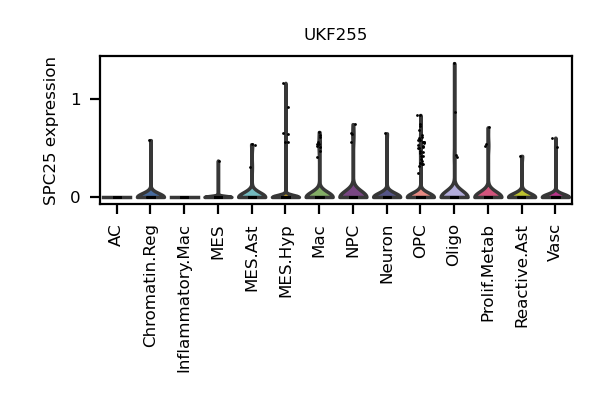 UKF255
SPC25 expression
1
0
AC
Chromatin.Reg
Inflammatory.Mac
MES
MES.Ast
MES.Hyp
Mac
NPC
Neuron
OPC
Oligo
Prolif.Metab
Reactive.Ast
Vasc